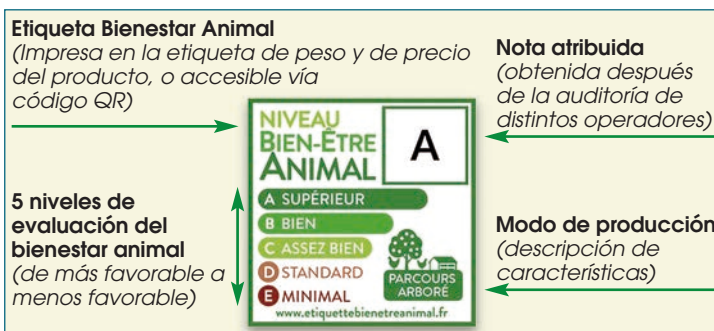 Etiqueta Bienestar Animal
(Impresa en la etiqueta de peso y de precio
del producto, o accesible vía
código QR)
Nota atribuida
(obtenida después
de la auditoría de
distintos operadores)
NIVEAU
BIEN-ÊTRE
ANIMAL
A
A SUPÉRIEUR
B BIEN
C ASSEZ BIEN
D STANDARD
E MINIMAL
PARCOURS
ARBORÉ
www.etiquettebienetreanimal.fr
5 niveles de
evaluación del
bienestar animal
(de más favorable a
menos favorable)
Modo de producción
(descripción de
características)